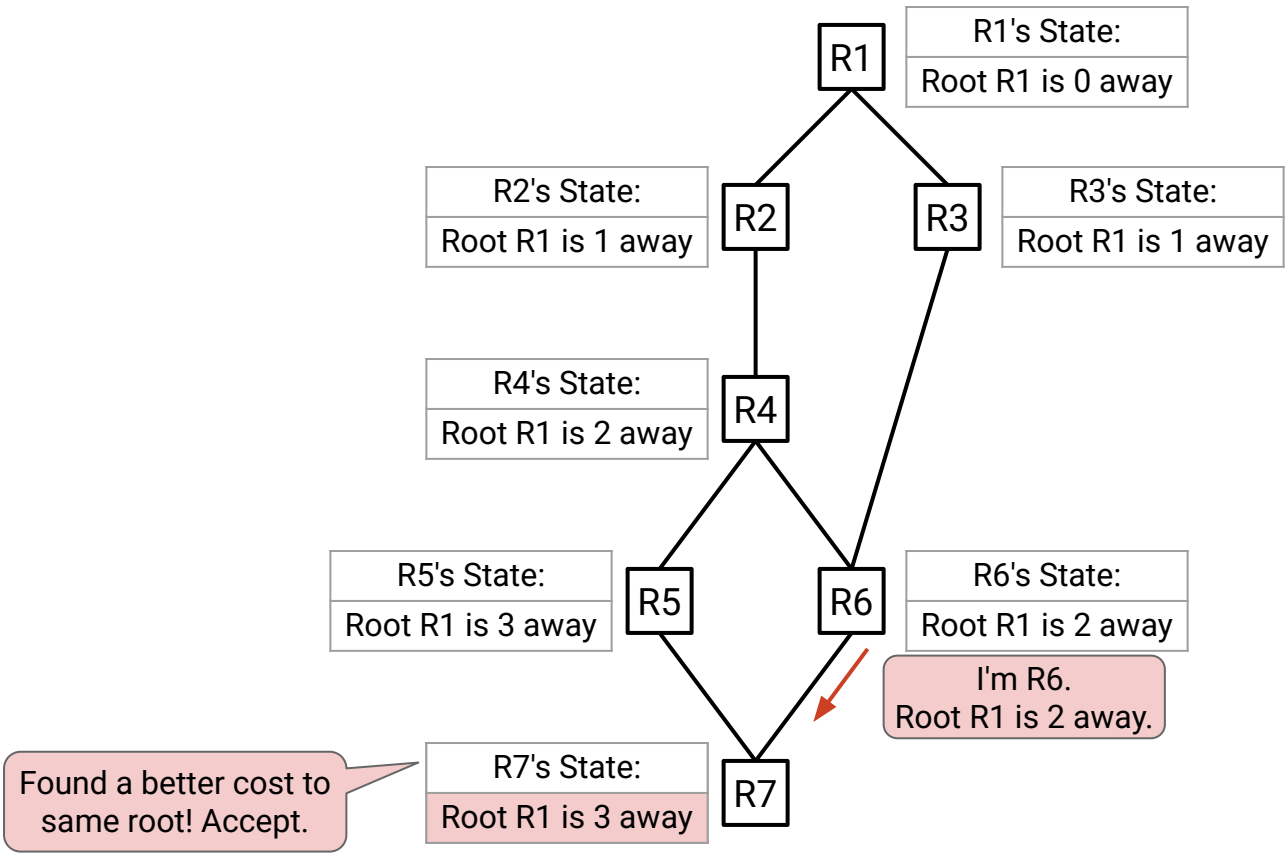 R1
R1's State:
Root R1 is 0 away
R2's State:
Root R1 is 1 away
R2
R3
R3's State:
Root R1 is 1 away
R4's State:
Root R1 is 2 away
R4
R5's State:
Root R1 is 3 away
R5
R6
R6's State:
Root R1 is 2 away
I'm R6.
Root R1 is 2 away.
Found a better cost to
same root! Accept.
R7's State:
Root R1 is 3 away
R7